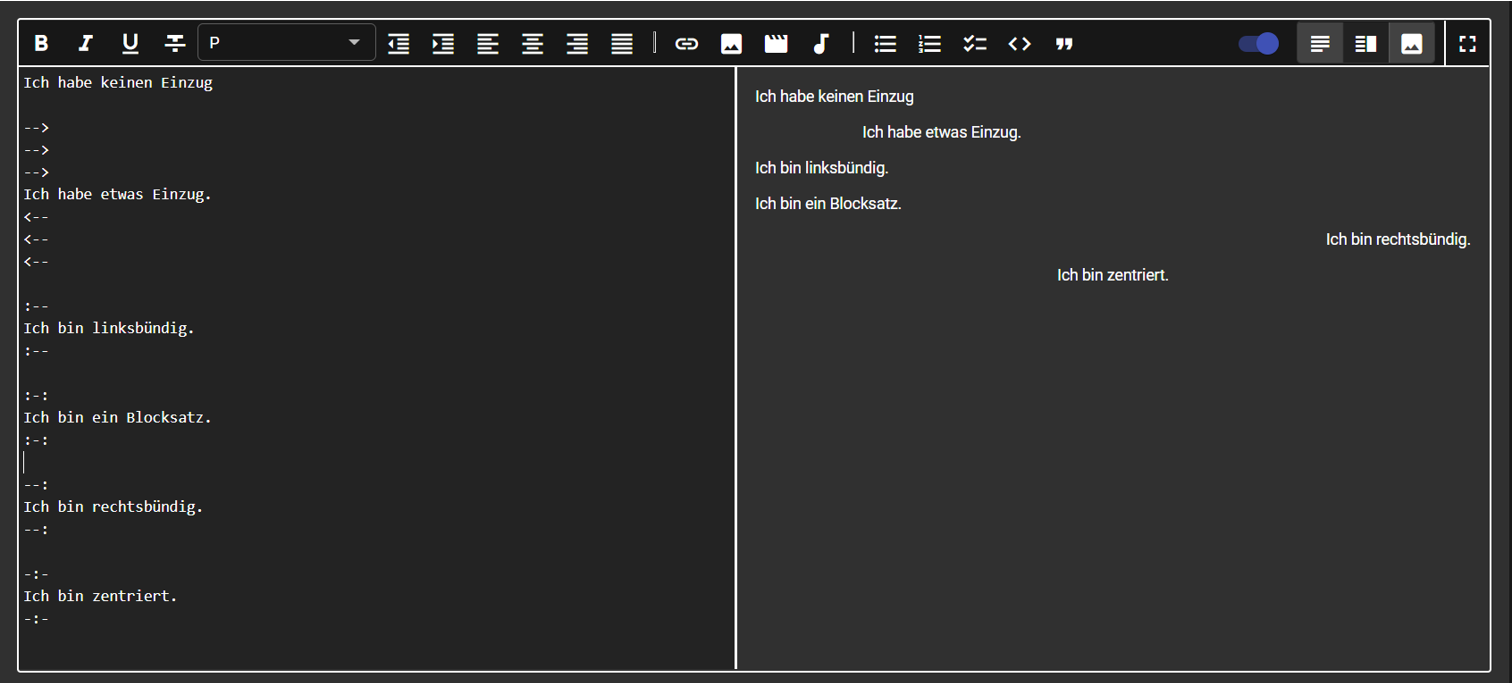 P
Ich habe keinen Einzug
-->
-->
-->
Ich habe etwas Einzug.
<--
<--
<--
:--
Ich bin linksbündig.
:--
:-:
Ich bin ein Blocksatz.
:-:
--:
Ich bin rechtsbündig.
--:
-:-
Ich bin zentriert.
-:-
Ich habe keinen Einzug
Ich habe etwas Einzug.
Ich bin linksbündig.
Ich bin ein Blocksatz.
Ich bin rechtsbündig.
Ich bin zentriert.